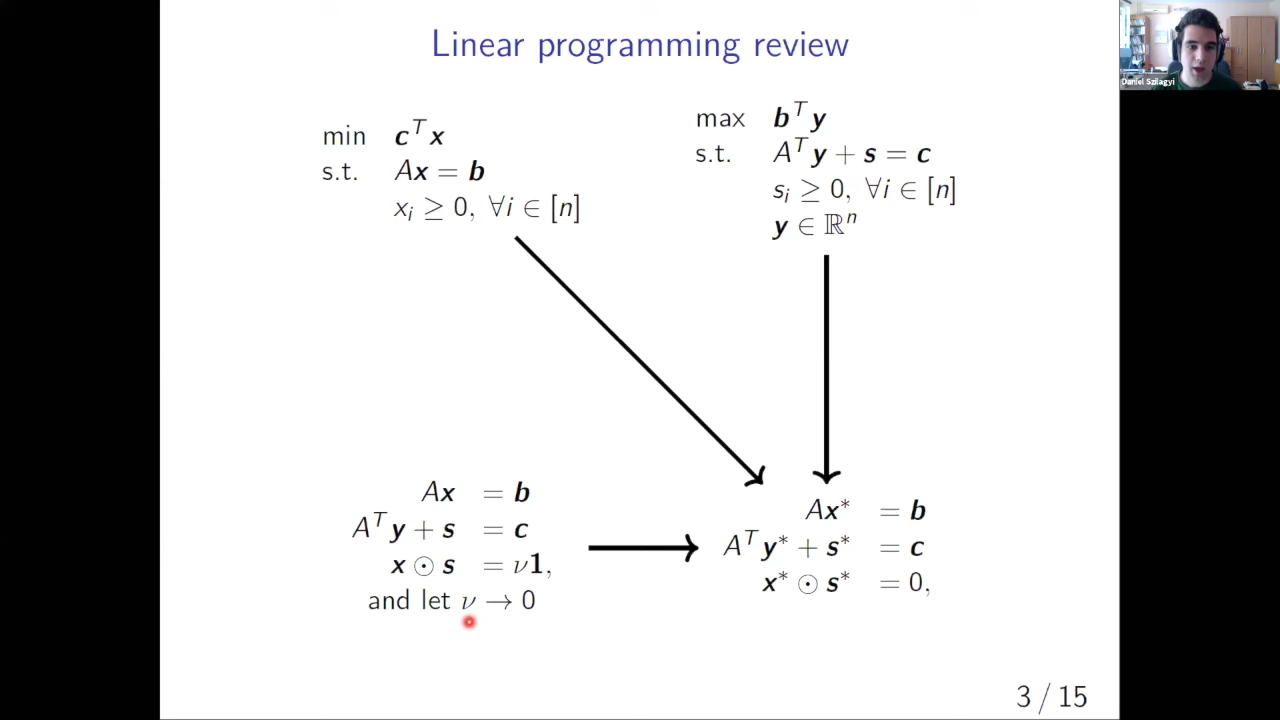 Linear programming review
Daniel Szilagyi
min cᵀx
s.t. Ax = b
xᵢ ≥ 0, ∀i ∈ [n]
max bᵀy
s.t. Aᵀy + s = c
sᵢ ≥ 0, ∀i ∈ [n]
y ∈ ℝⁿ
Ax = b
Aᵀy + s = c
x ⊙ s = ν1,
and let ν → 0
Ax* = b
Aᵀy* + s* = c
x* ⊙ s* = 0,
3 / 15